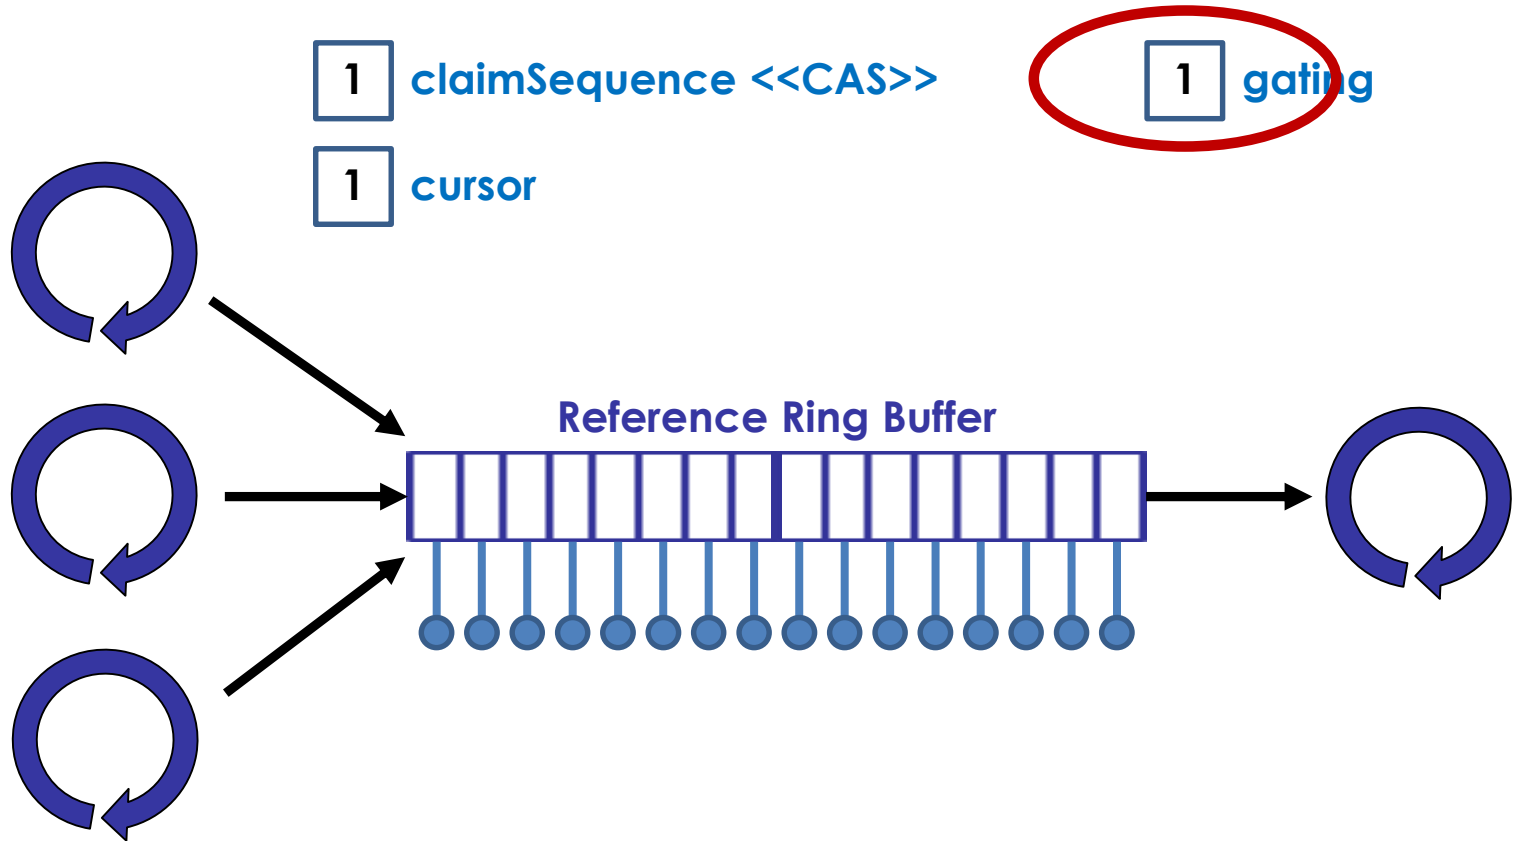 1 claimSequence <<CAS>> 1 gating
1 cursor
Reference Ring Buffer